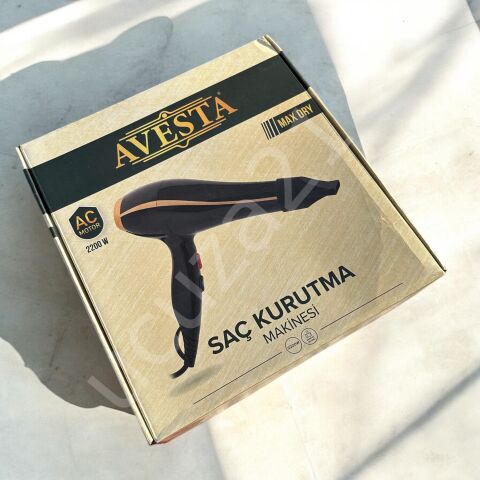 AVESTA
MAX DRY
AC
MOTOR
2200 W
SAÇ KURUTMA
MAKİNESİ